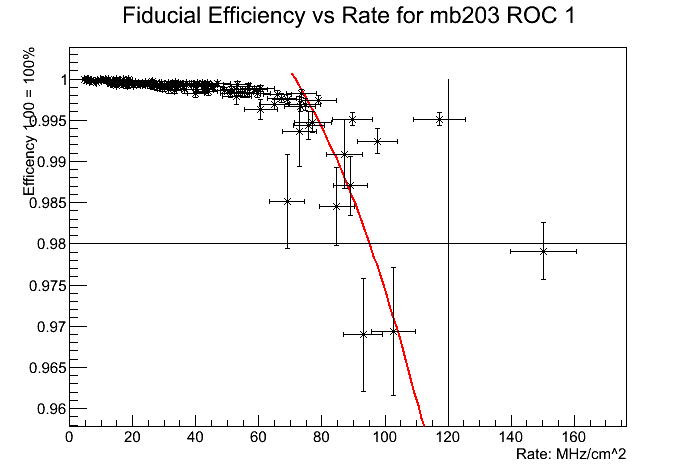 Fiducial Efficiency vs Rate for mb203 ROC 1
Efficency 1.00 = 100%
1
0.995
0.99
0.985
0.98
0.975
0.97
0.965
0.96
0 20 40 60 80 100 120 140 160
Rate: MHz/cm^2